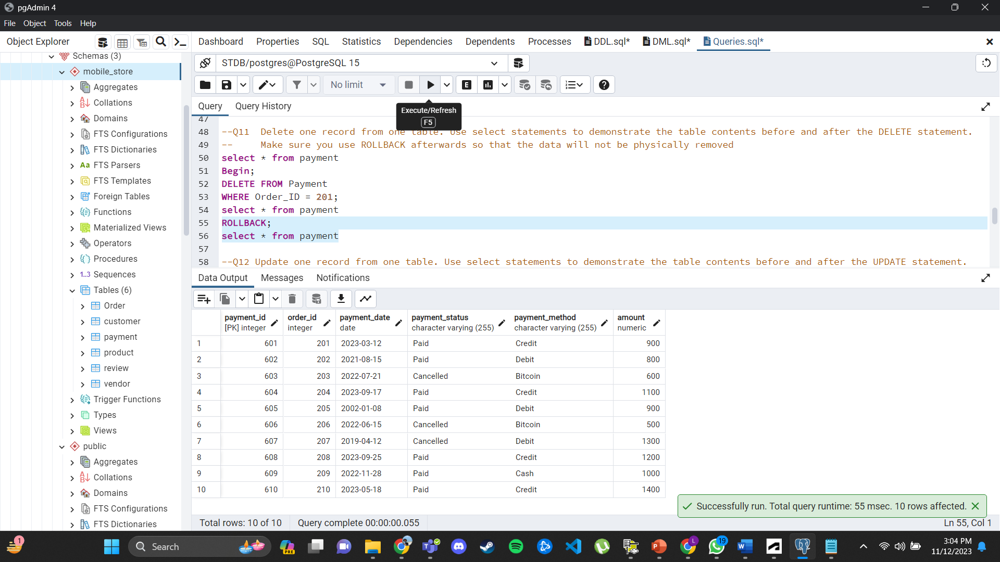 pgAdmin 4
File Object Tools Help
Object Explorer
Dashboard Properties SQL Statistics Dependencies Dependents Processes DDL.sql* DML.sql* Queries.sql*
Schemas (3)
mobile_store
Aggregates
Collations
Domains
FTS Configurations
FTS Dictionaries
FTS Parsers
FTS Templates
Foreign Tables
Functions
Materialized Views
Operators
Procedures
1..3 Sequences
Tables (6)
Order
customer
payment
product
review
vendor
Trigger Functions
Types
Views
public
Aggregates
Collations
Domains
FTS Configurations
FTS Dictionaries
STDB/postgres@PostgreSQL 15
No limit
Query Query History
Execute/Refresh
F5
47
48 --Q11 Delete one record from one table. Use select statements to demonstrate the table contents before and after the DELETE statement.
49 -- Make sure you use ROLLBACK afterwards so that the data will not be physically removed
50 select * from payment
51 Begin;
52 DELETE FROM Payment
53 WHERE Order_ID = 201;
54 select * from payment
55 ROLLBACK;
56 select * from payment
57
58 --Q12 Update one record from one table. Use select statements to demonstrate the table contents before and after the UPDATE statement.
Data Output Messages Notifications
payment_id order_id payment_date payment_status payment_method amount
[PK] integer integer date character varying (255) character varying (255) numeric
1 601 201 2023-03-12 Paid Credit 900
2 602 202 2021-08-15 Paid Debit 800
3 603 203 2022-07-21 Cancelled Bitcoin 600
4 604 204 2023-09-17 Paid Credit 1100
5 605 205 2002-01-08 Paid Debit 900
6 606 206 2022-06-15 Cancelled Bitcoin 500
7 607 207 2019-04-12 Cancelled Debit 1300
8 608 208 2023-09-25 Paid Credit 1200
9 609 209 2022-11-28 Paid Cash 1000
10 610 210 2023-05-18 Paid Credit 1400
Successfully run. Total query runtime: 55 msec. 10 rows affected.
Total rows: 10 of 10 Query complete 00:00:00.055 Ln 55, Col 1
1
Search
PRE
L
19
3:04 PM
11/12/2023